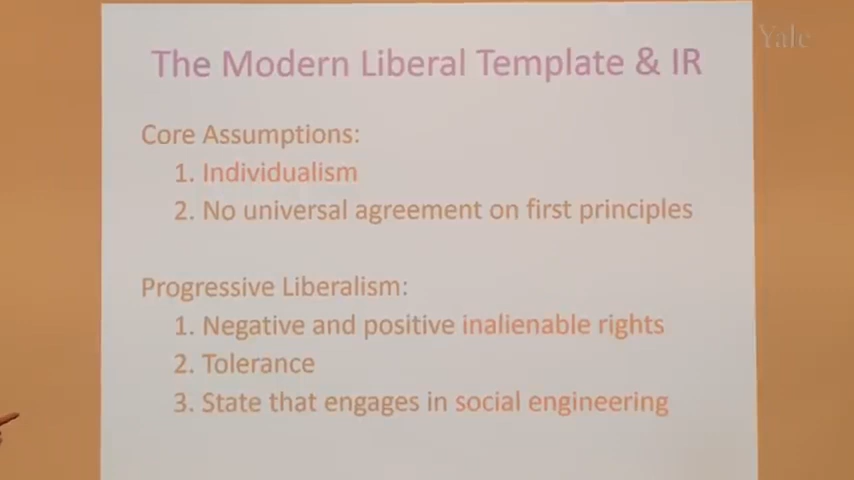 Yale
The Modern Liberal Template & IR
Core Assumptions:
1. Individualism
2. No universal agreement on first principles
Progressive Liberalism:
1. Negative and positive inalienable rights
2. Tolerance
3. State that engages in social engineering